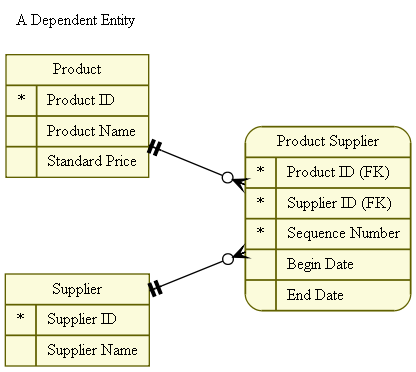 A Dependent Entity
Product
* Product ID
Product Name
Standard Price
Product Supplier
* Product ID (FK)
* Supplier ID (FK)
* Sequence Number
Begin Date
End Date
Supplier
* Supplier ID
Supplier Name